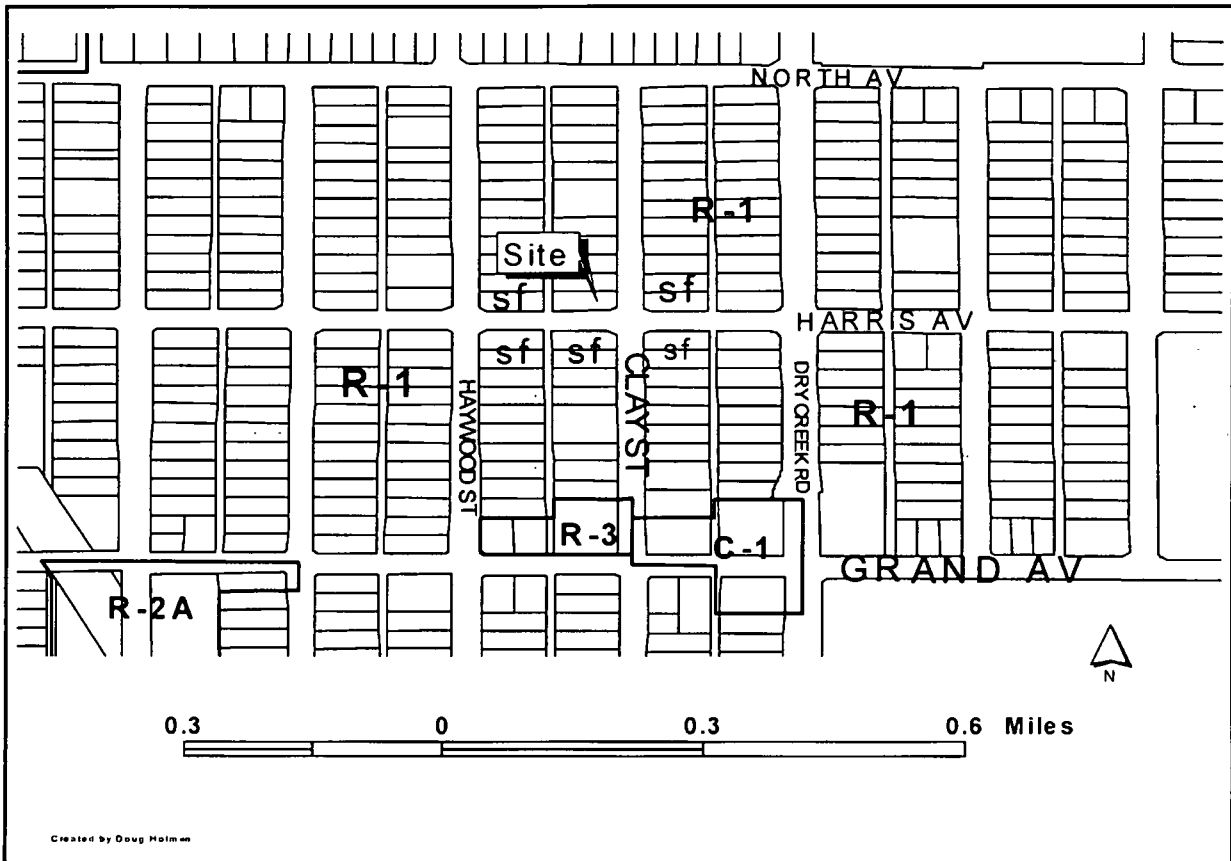 NORTH AV
R-1
Site
sf
sf
HARRIS AV
sf
sf
sf
R-1
HAYWOOD ST
CLAY ST
DRY CREEK RD
R-1
R-3
C-1
GRAND AV
R-2A
N
0.3 0 0.3 0.6 Miles
Created by Doug Holman